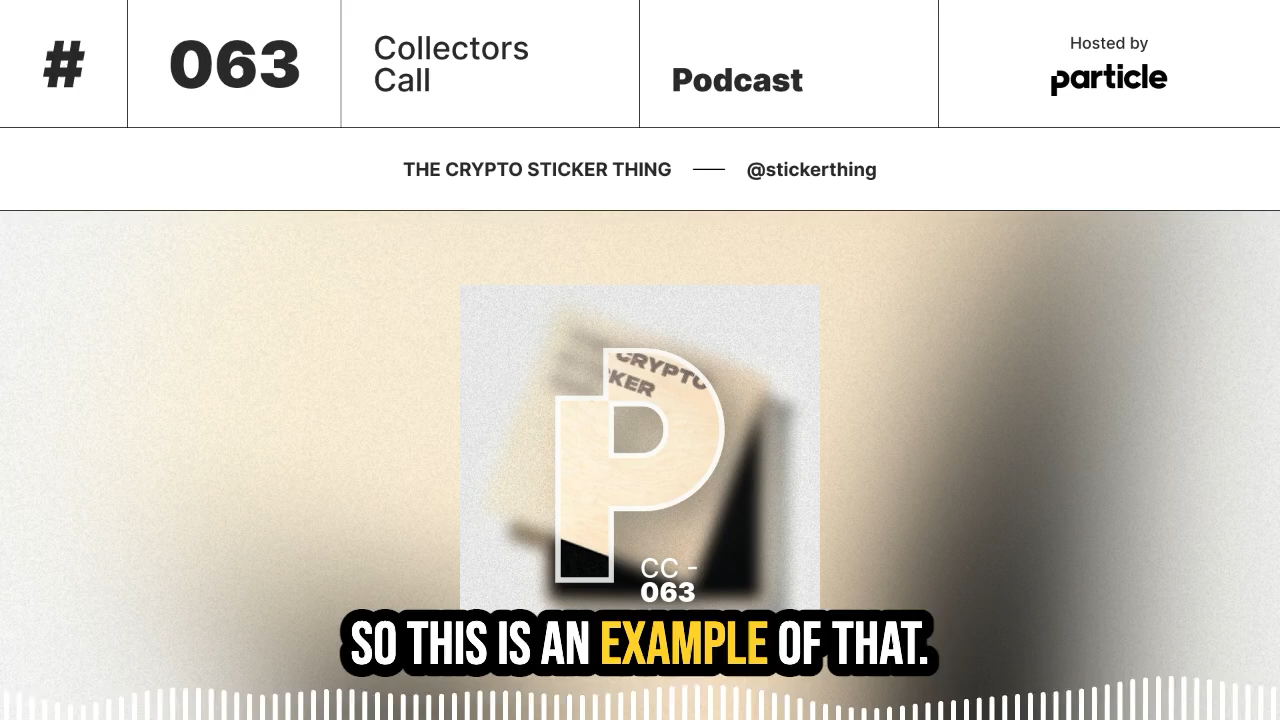 # 063 Collectors Call Podcast Hosted by particle
THE CRYPTO STICKER THING — @stickerthing
CRYPTO
KER
P
CC -
063
SO THIS IS AN EXAMPLE OF THAT.